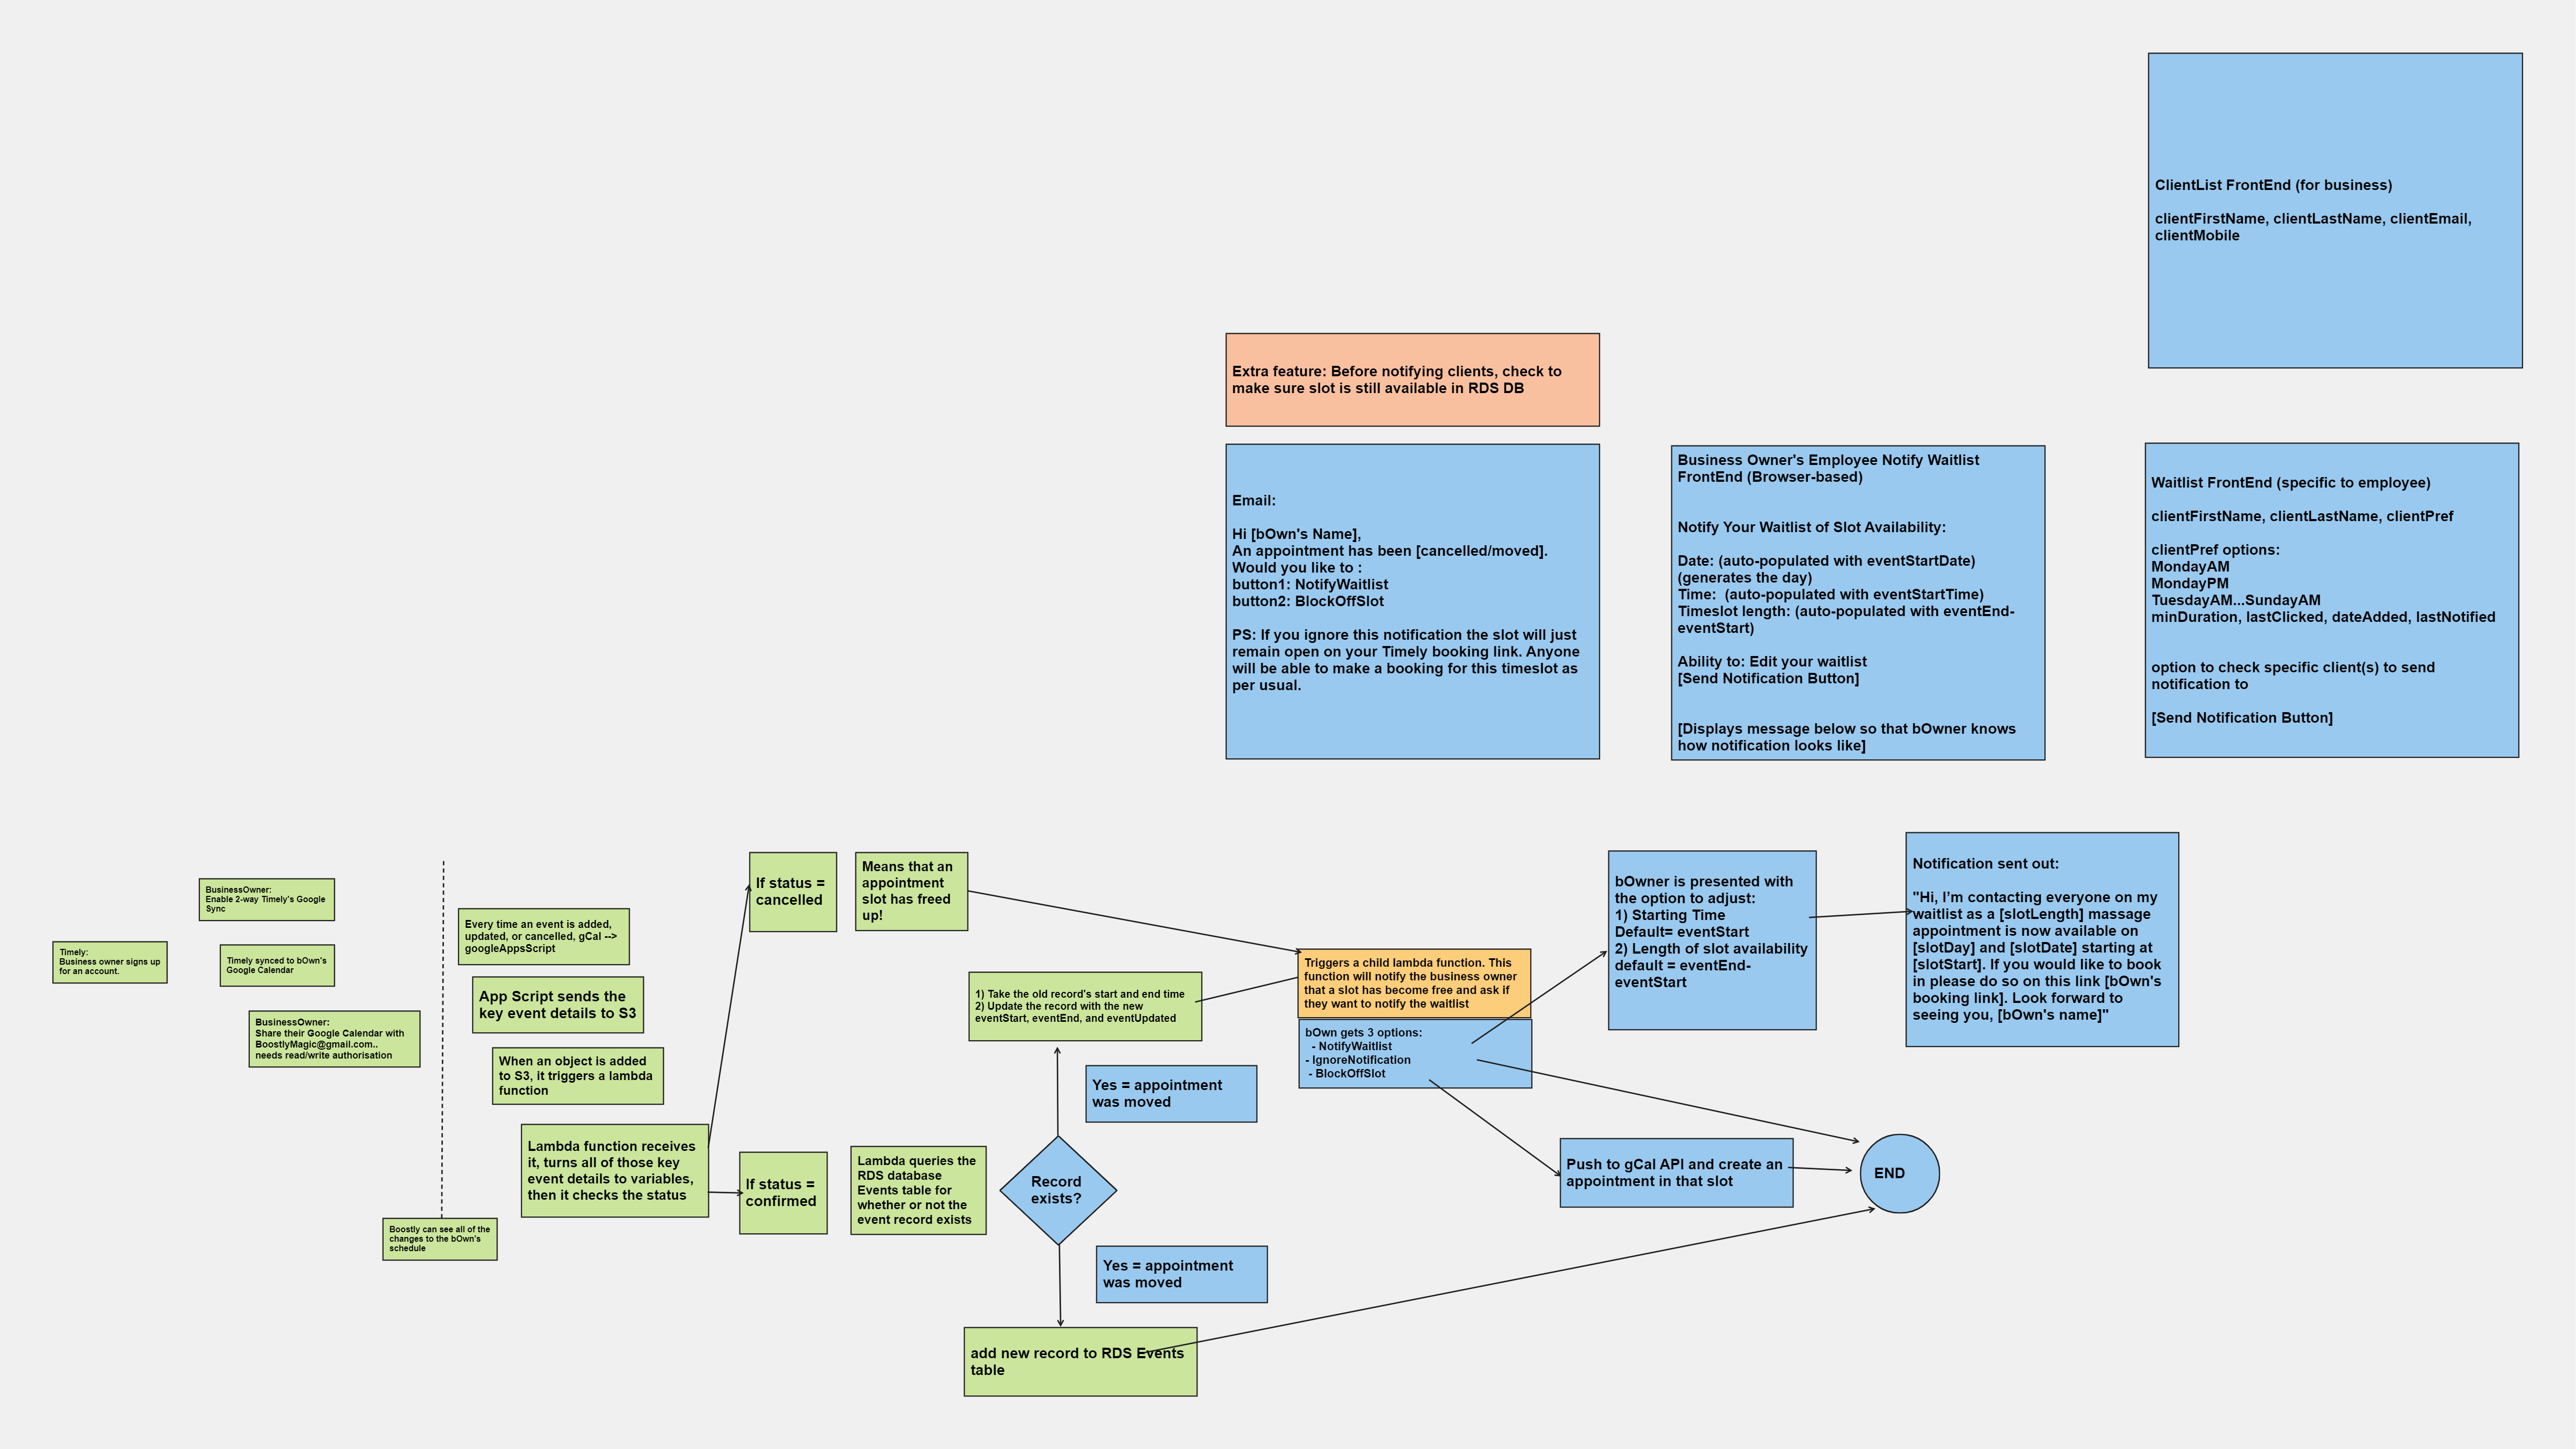 ClientList FrontEnd (for business)
clientFirstName, clientLastName, clientEmail,
clientMobile
Extra feature: Before notifying clients, check to
make sure slot is still available in RDS DB
Email:
Hi [bOwn's Name],
An appointment has been [cancelled/moved].
Would you like to :
button1: NotifyWaitlist
button2: BlockOffSlot
PS: If you ignore this notification the slot will just
remain open on your Timely booking link. Anyone
will be able to make a booking for this timeslot as
per usual.
Business Owner's Employee Notify Waitlist
FrontEnd (Browser-based)
Notify Your Waitlist of Slot Availability:
Date: (auto-populated with eventStartDate)
(generates the day)
Time:  (auto-populated with eventStartTime)
Timeslot length: (auto-populated with eventEnd-
eventStart)
Ability to: Edit your waitlist
[Send Notification Button]
[Displays message below so that bOwner knows
how notification looks like]
Waitlist FrontEnd (specific to employee)
clientFirstName, clientLastName, clientPref
clientPref options:
MondayAM
MondayPM
TuesdayAM...SundayAM
minDuration, lastClicked, dateAdded, lastNotified
option to check specific client(s) to send
notification to
[Send Notification Button]
Timely:
Business owner signs up
for an account.
BusinessOwner:
Enable 2-way Timely's Google
Sync
Timely synced to bOwn's
Google Calendar
BusinessOwner:
Share their Google Calendar with
BoostlyMagic@gmail.com..
needs read/write authorisation
Boostly can see all of the
changes to the bOwn's
schedule
Every time an event is added,
updated, or cancelled, gCal -->
googleAppsScript
App Script sends the
key event details to S3
When an object is added
to S3, it triggers a lambda
function
Lambda function receives
it, turns all of those key
event details to variables,
then it checks the status
If status =
cancelled
Means that an
appointment
slot has freed
up!
If status =
confirmed
Lambda queries the
RDS database
Events table for
whether or not the
event record exists
Record
exists?
Yes = appointment
was moved
1) Take the old record's start and end time
2) Update the record with the new
eventStart, eventEnd, and eventUpdated
Yes = appointment
was moved
add new record to RDS Events
table
Triggers a child lambda function. This
function will notify the business owner
that a slot has become free and ask if
they want to notify the waitlist
bOwn gets 3 options:
- NotifyWaitlist
- IgnoreNotification
- BlockOffSlot
bOwner is presented with
the option to adjust:
1) Starting Time
Default= eventStart
2) Length of slot availability
default = eventEnd-
eventStart
Notification sent out:
"Hi, I'm contacting everyone on my
waitlist as a [slotLength] massage
appointment is now available on
[slotDay] and [slotDate] starting at
[slotStart]. If you would like to book
in please do so on this link [bOwn's
booking link]. Look forward to
seeing you, [bOwn's name]"
Push to gCal API and create an
appointment in that slot
END